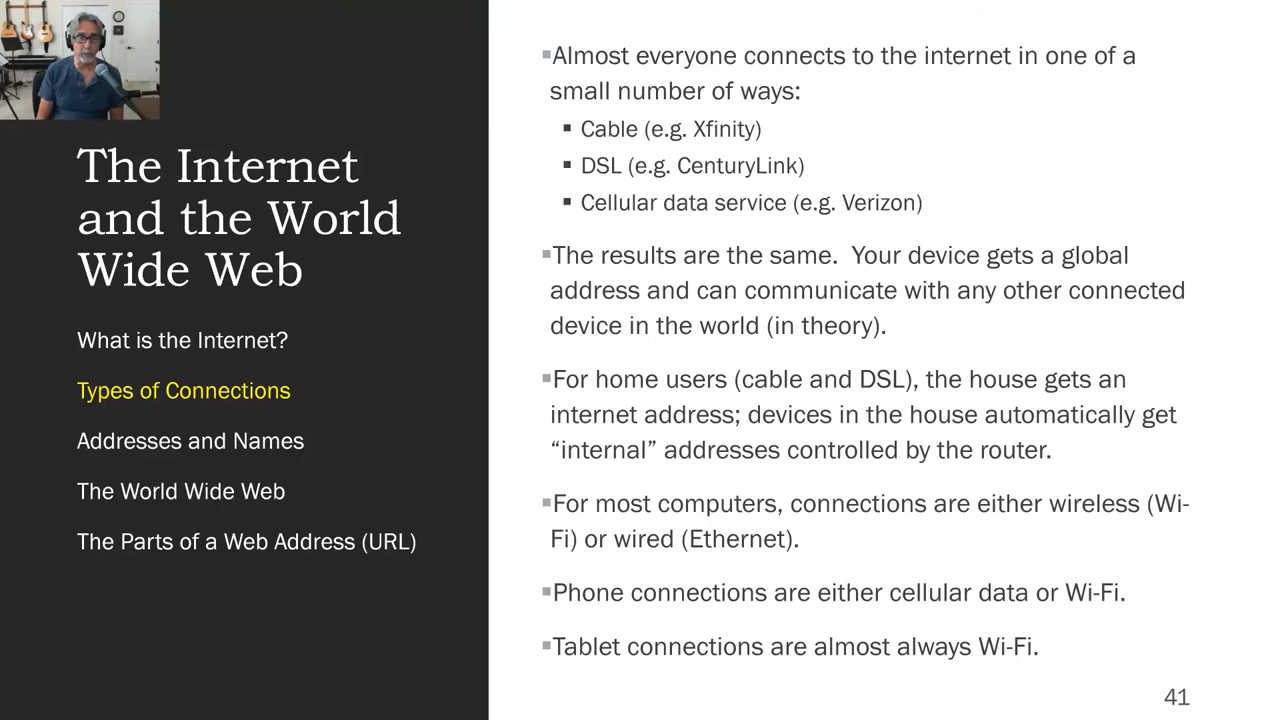 The Internet
and the World
Wide Web
What is the Internet?
Types of Connections
Addresses and Names
The World Wide Web
The Parts of a Web Address (URL)
▪Almost everyone connects to the internet in one of a
small number of ways:
▪ Cable (e.g. Xfinity)
▪ DSL (e.g. CenturyLink)
▪ Cellular data service (e.g. Verizon)
▪The results are the same.  Your device gets a global
address and can communicate with any other connected
device in the world (in theory).
▪For home users (cable and DSL), the house gets an
internet address; devices in the house automatically get
“internal” addresses controlled by the router.
▪For most computers, connections are either wireless (Wi-
Fi) or wired (Ethernet).
▪Phone connections are either cellular data or Wi-Fi.
▪Tablet connections are almost always Wi-Fi.
41